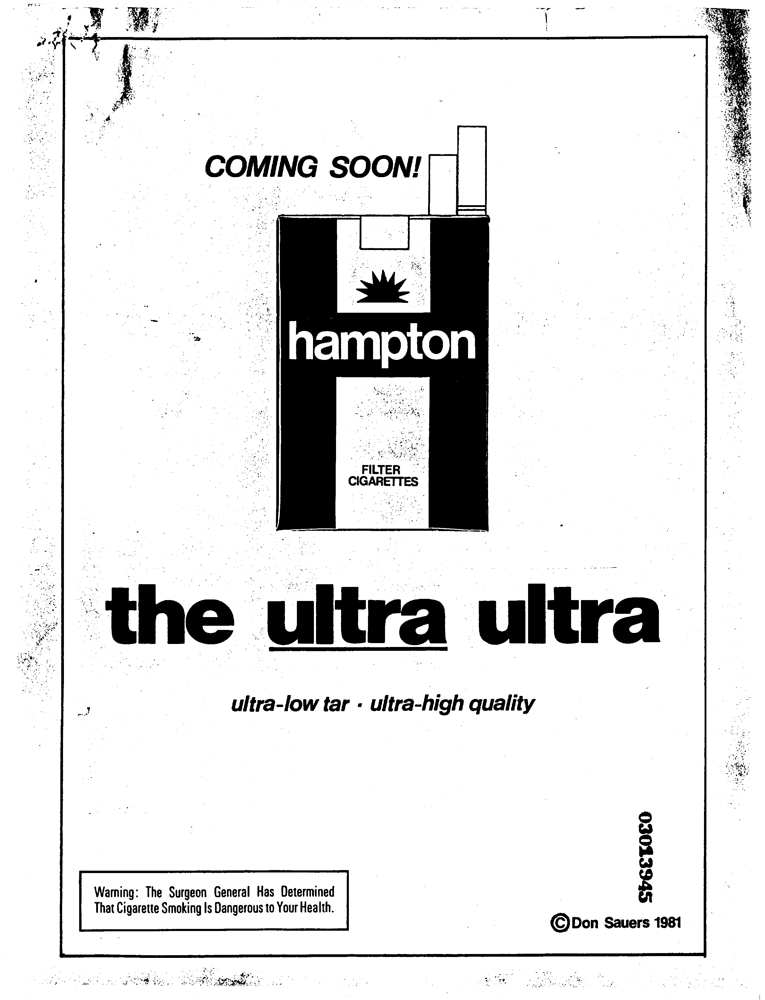 COMING SOON!
hampton
FILTER
CIGARETTES
the ultra ultra
ultra-low tar · ultra-high quality
03013945
Warning: The Surgeon General Has Determined
That Cigarette Smoking Is Dangerous to Your Health.
©Don Sauers 1981